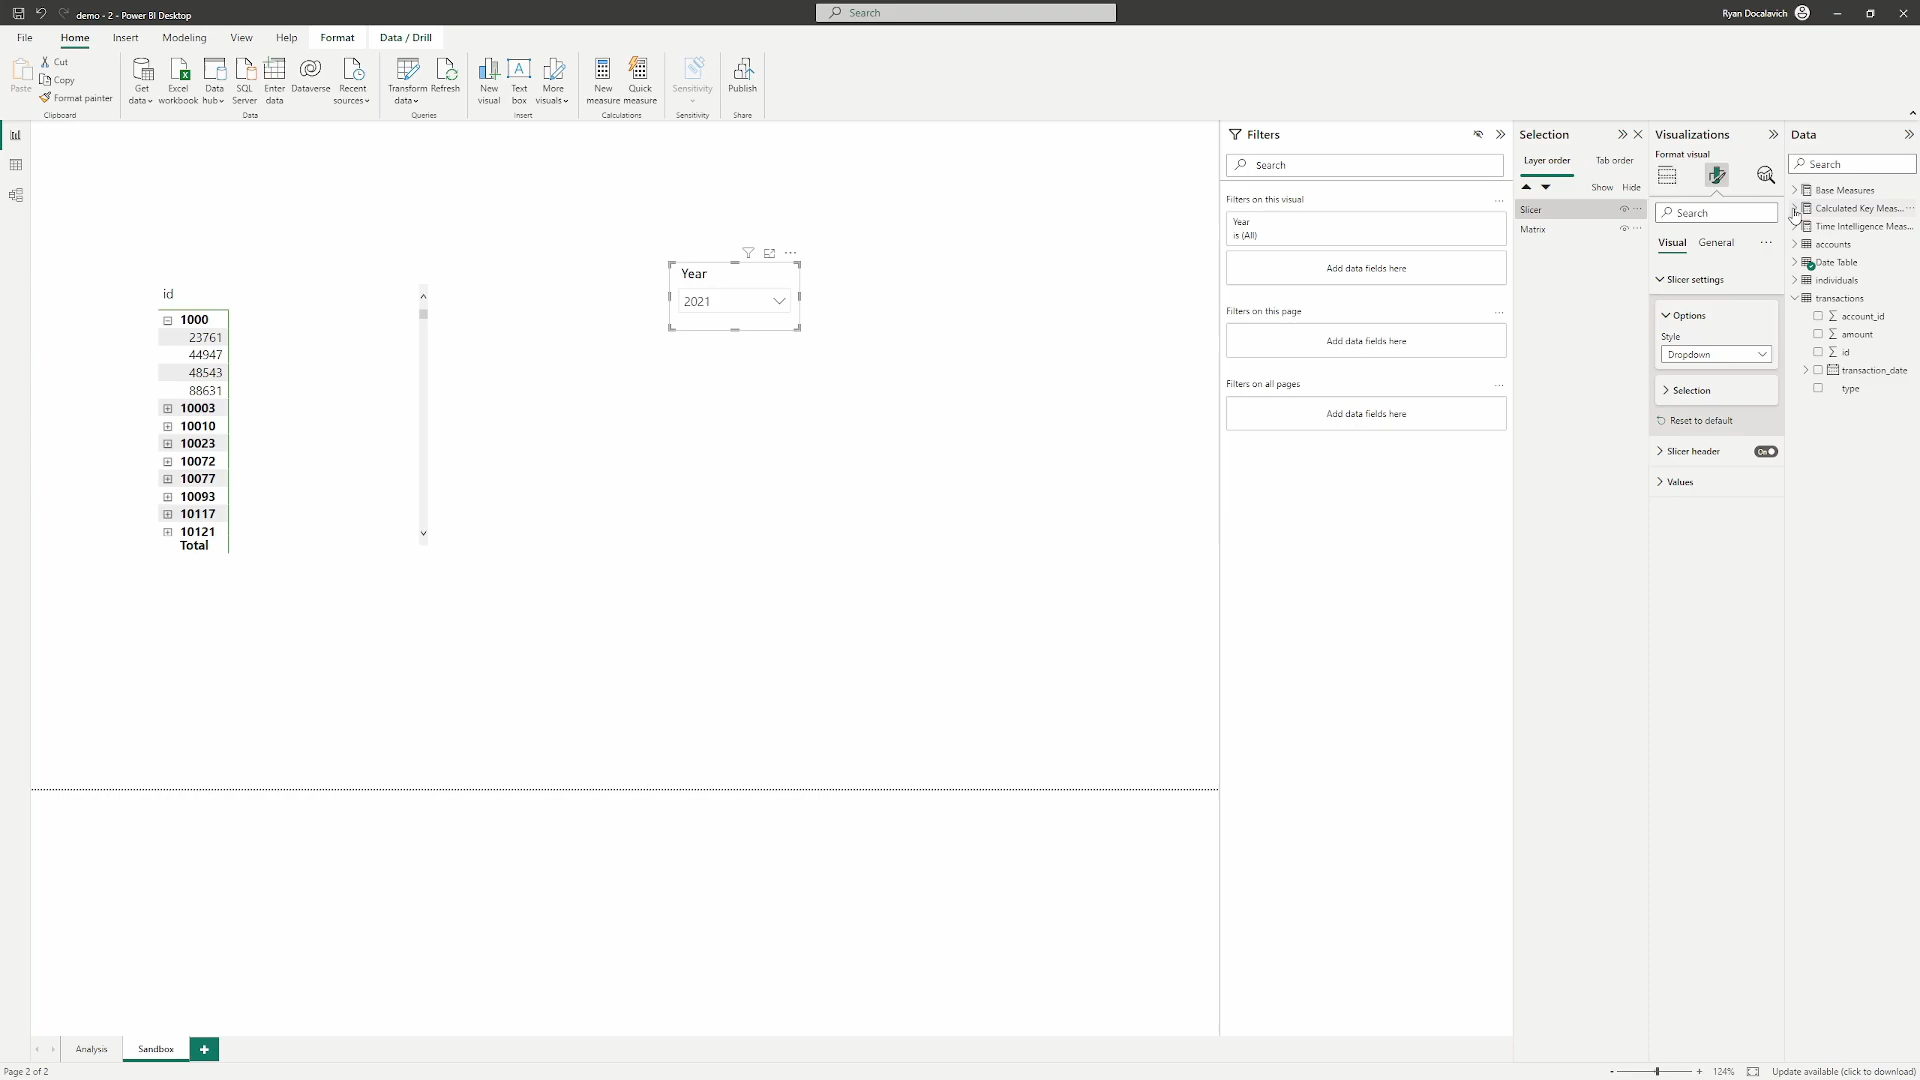 demo - 2 - Power BI Desktop
Search
Ryan Docalavich
File
Home
Insert
Modeling
View
Help
Format
Data / Drill
Paste
Cut
Copy
Format painter
Clipboard
Get data
Excel workbook
Data hub
SQL Server
Enter data
Dataverse
Recent sources
Data
Transform data
Refresh
Queries
New visual
Text box
More visuals
Insert
New measure
Quick measure
Calculations
Sensitivity
Sensitivity
Publish
Share
id
1000
23761
44947
48543
88631
10003
10010
10023
10072
10077
10093
10117
10121
Total
Year
2021
Filters
Search
Filters on this visual
Year
is (All)
Add data fields here
Filters on this page
Add data fields here
Filters on all pages
Add data fields here
Selection
Layer order
Tab order
Show
Hide
Slicer
Matrix
Visualizations
Format visual
Search
Visual
General
Slicer settings
Options
Style
Dropdown
Selection
Reset to default
Slicer header
On
Values
Data
Search
Base Measures
Calculated Key Meas...
Time Intelligence Meas...
accounts
Date Table
individuals
transactions
account_id
amount
id
transaction_date
type
Analysis
Sandbox
Page 2 of 2
- +
124%
Update available (click to download)